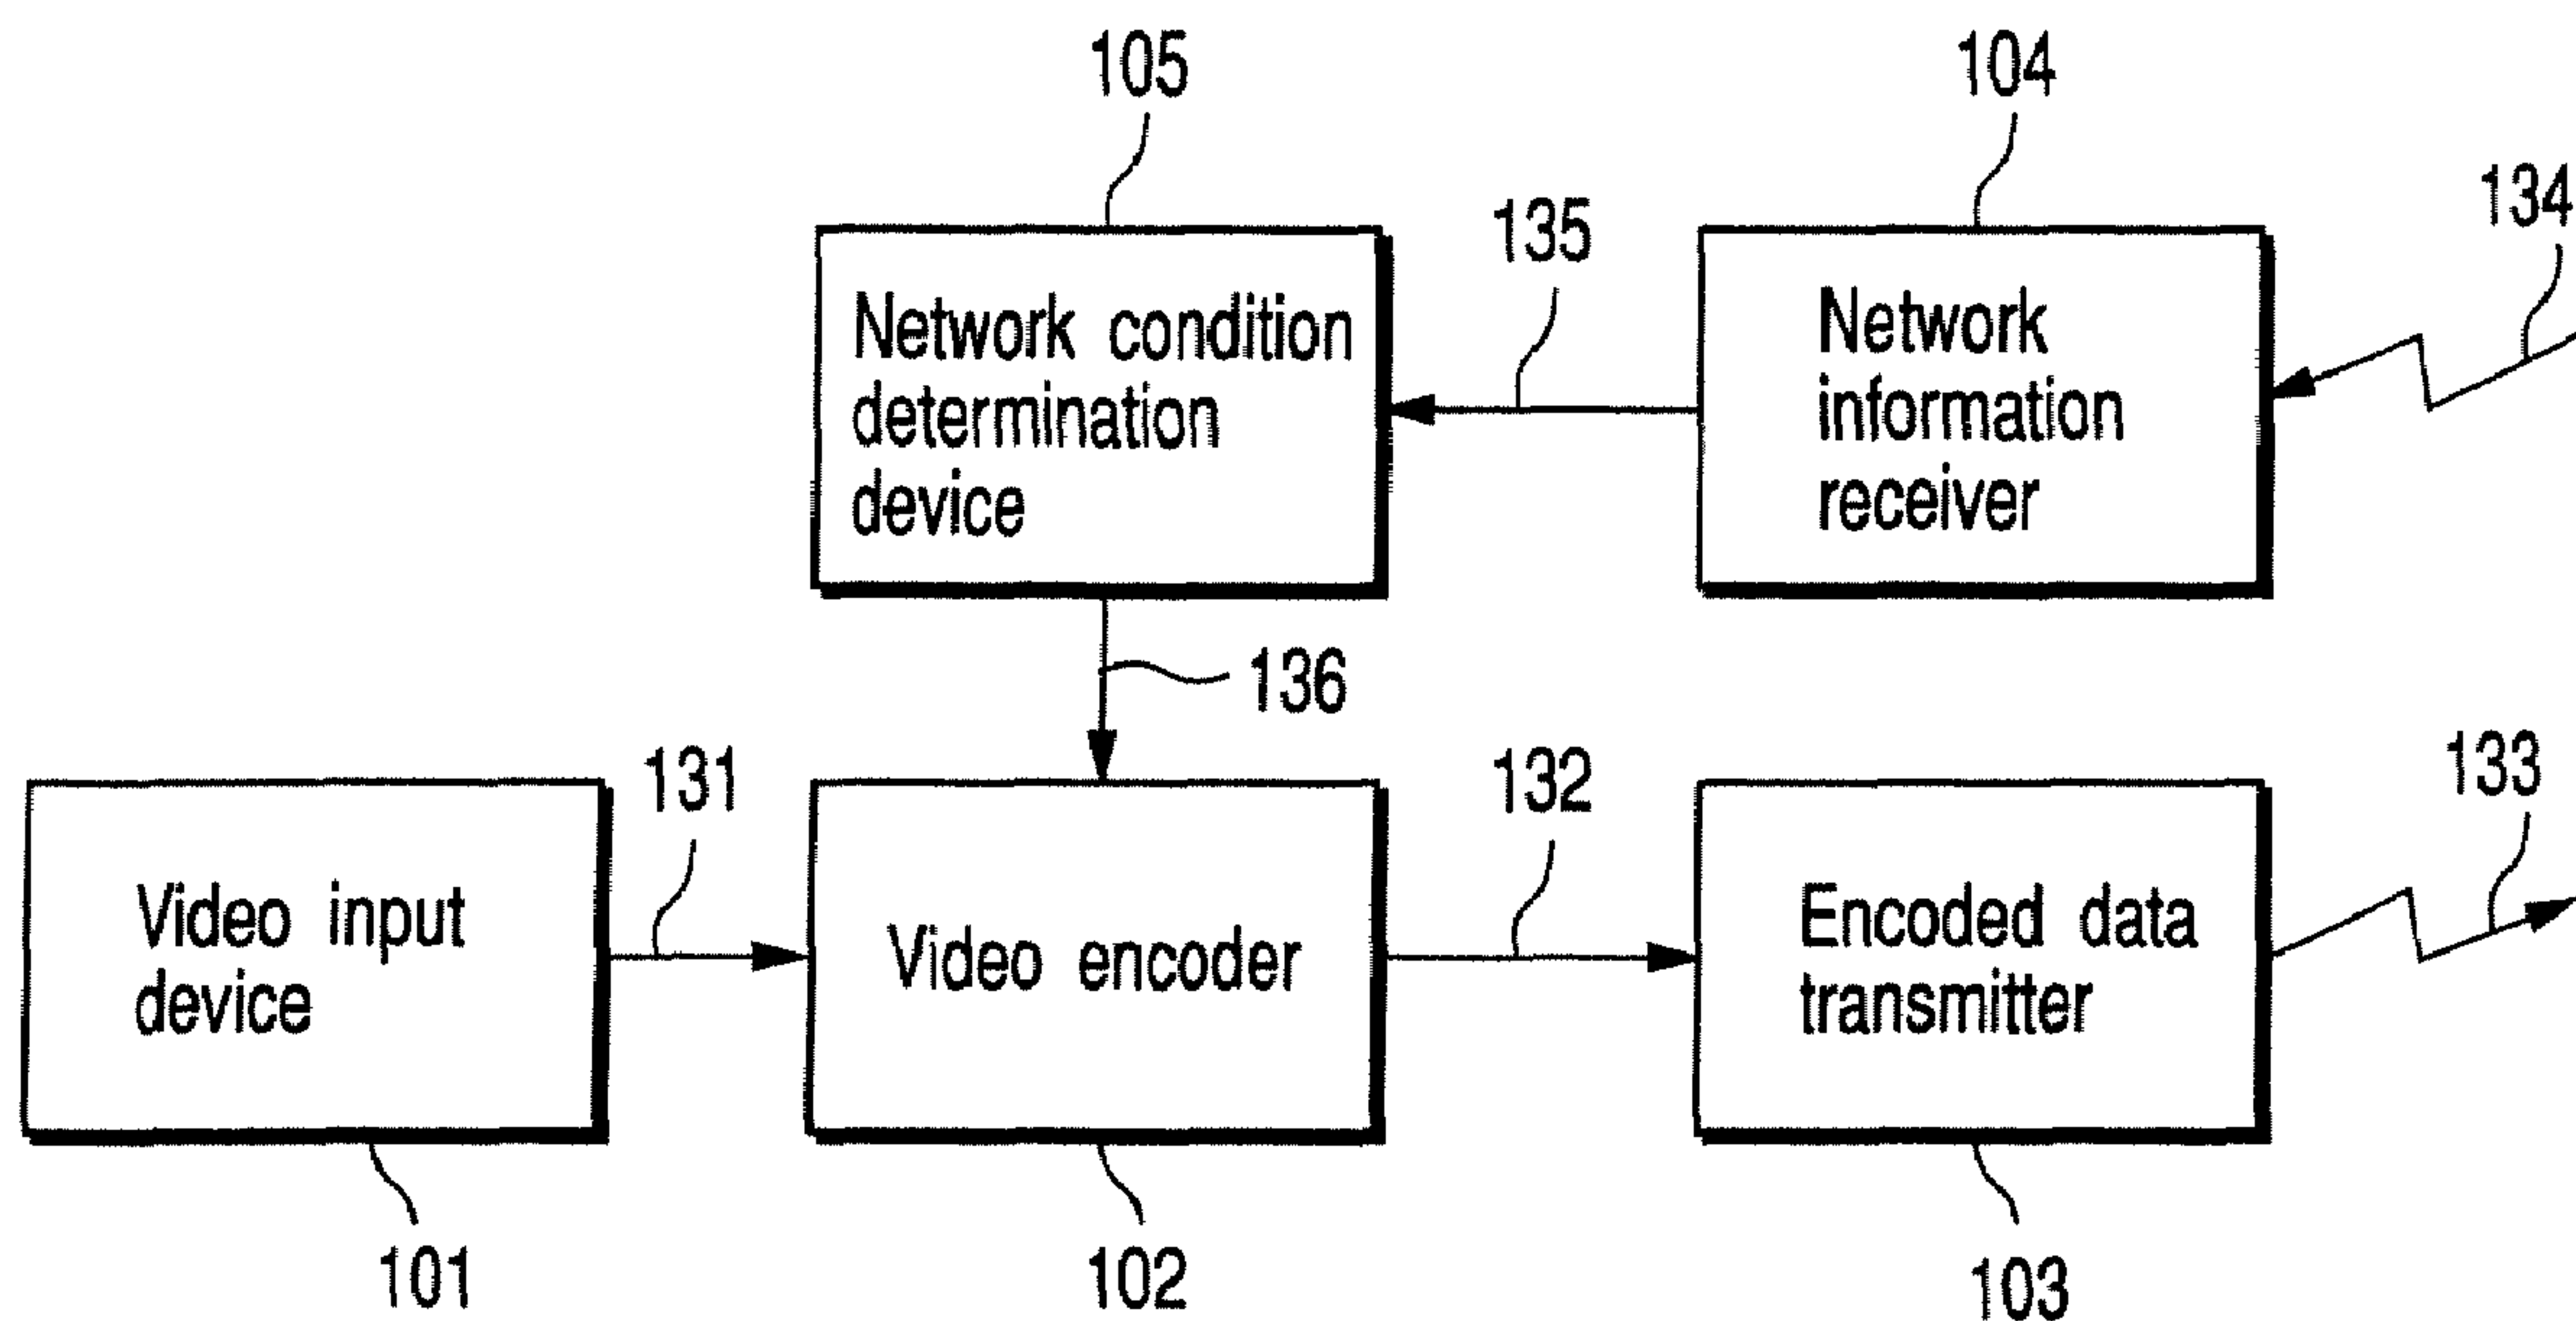 105
104
134
135
Network condition
determination
device
Network
information
receiver
136
131
132
133
Video input
device
Video encoder
Encoded data
transmitter
101
102
103